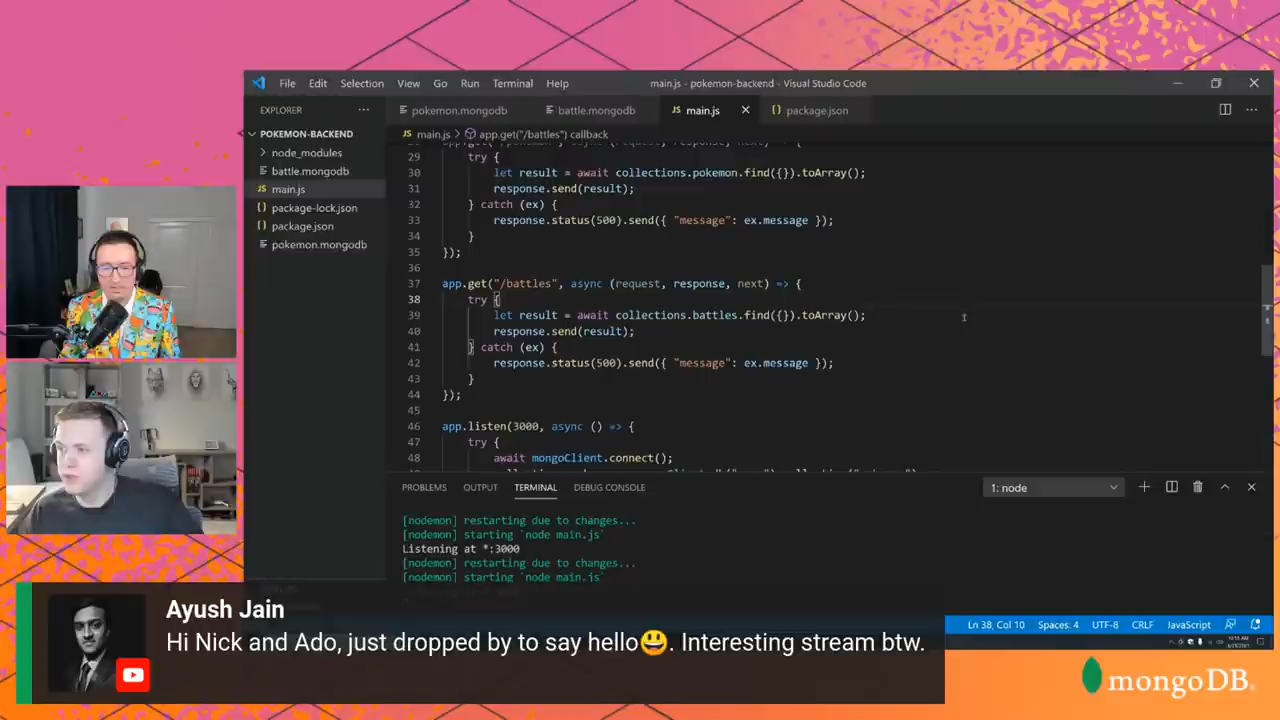 File Edit Selection View Go Run Terminal Help
main.js - pokemon-backend - Visual Studio Code
EXPLORER
POKEMON-BACKEND
node_modules
battle.mongodb
JS main.js
{} package-lock.json
{} package.json
pokemon.mongodb
pokemon.mongodb battle.mongodb JS main.js {} package.json
JS main.js > app.get("/battles") callback
29 try {
30 let result = await collections.pokemon.find({}).toArray();
31 response.send(result);
32 } catch (ex) {
33 response.status(500).send({ "message": ex.message });
34 }
35 });
36
37 app.get("/battles", async (request, response, next) => {
38 try {
39 let result = await collections.battles.find({}).toArray();
40 response.send(result);
41 } catch (ex) {
42 response.status(500).send({ "message": ex.message });
43 }
44 });
45
46 app.listen(3000, async () => {
47 try {
48 await mongoClient.connect();
PROBLEMS OUTPUT TERMINAL DEBUG CONSOLE
1: node
[nodemon] restarting due to changes...
[nodemon] starting `node main.js`
Listening at *:3000
[nodemon] restarting due to changes...
[nodemon] starting `node main.js`
Ln 38, Col 10 Spaces: 4 UTF-8 CRLF JavaScript
Ayush Jain
Hi Nick and Ado, just dropped by to say hello😃. Interesting stream btw.
mongoDB.